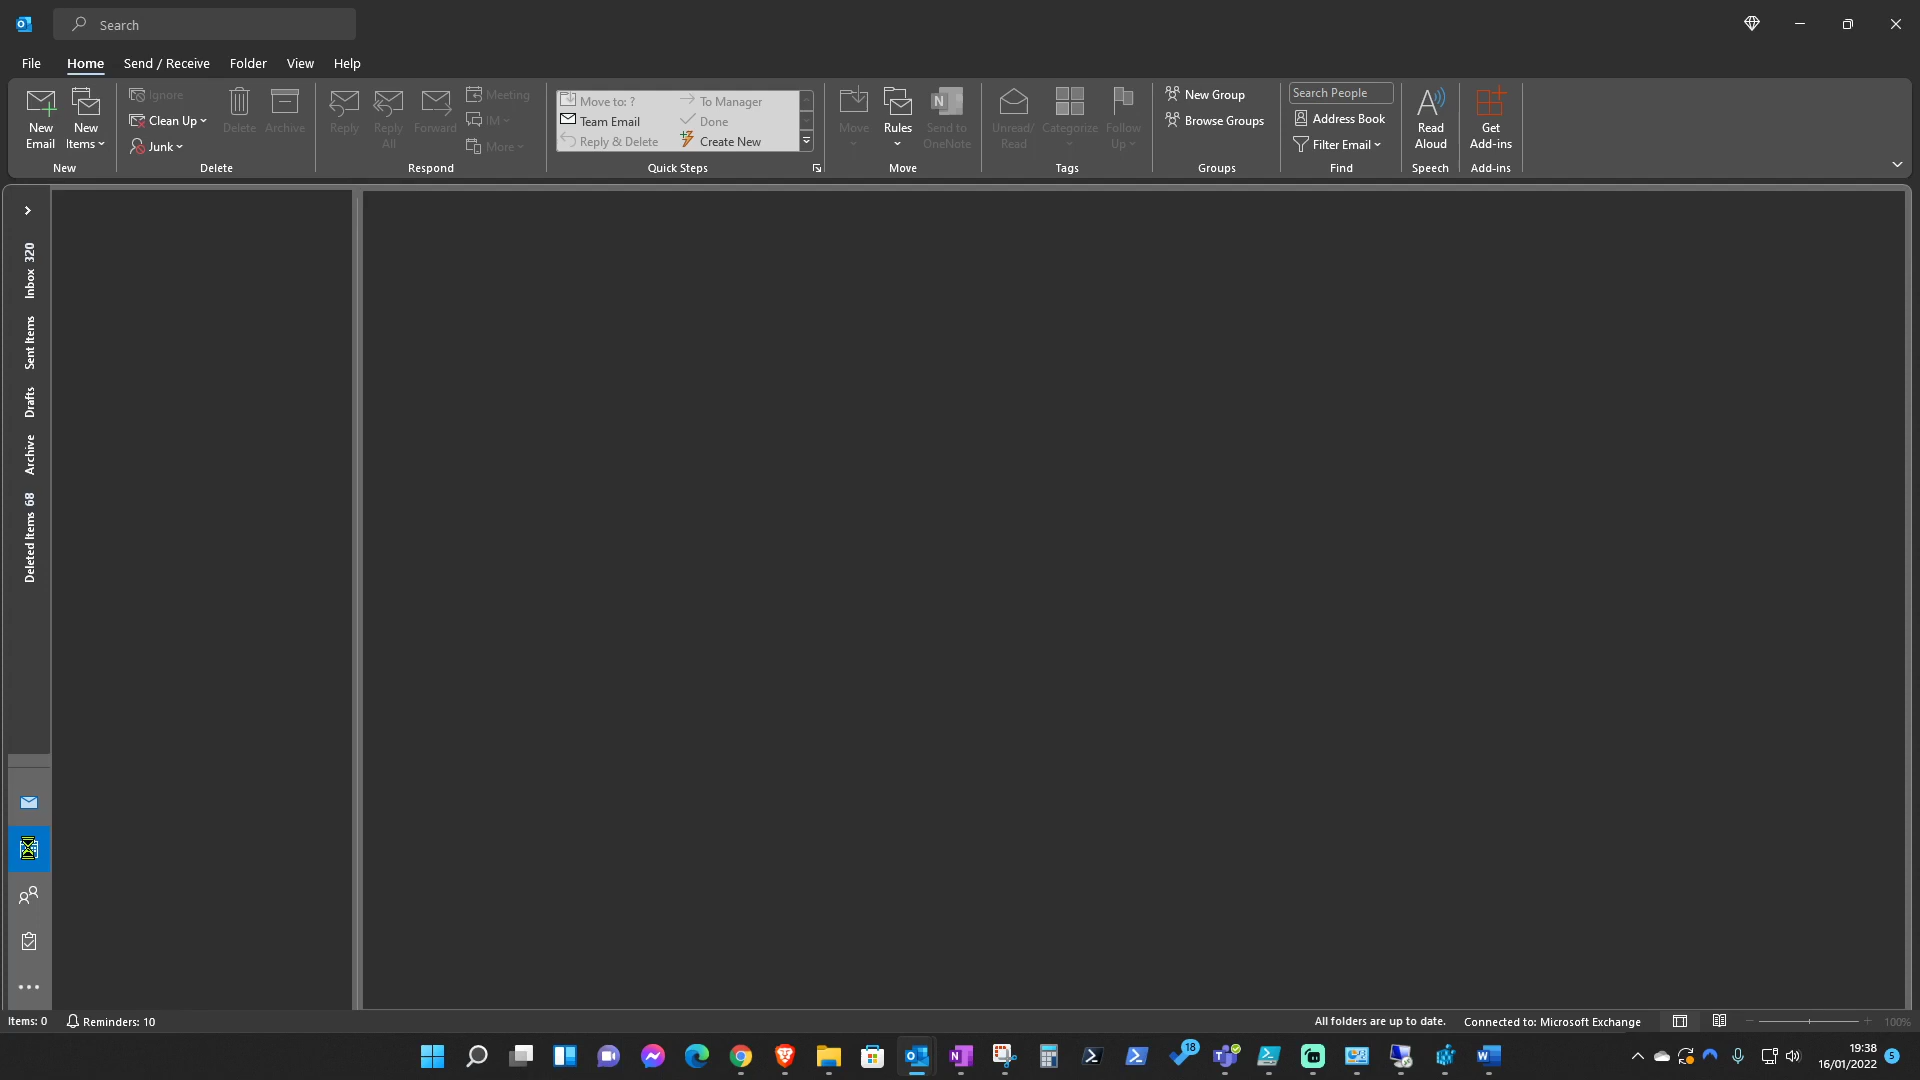 Search
File Home Send / Receive Folder View Help
New Email
New Items
New
Ignore
Clean Up
Junk
Delete
Archive
Delete
Reply
Reply All
Forward
Meeting
IM
More
Respond
Move to: ?
Team Email
Reply & Delete
To Manager
Done
Create New
Quick Steps
Move
Rules
Send to OneNote
Move
Unread/ Read
Categorize
Follow Up
Tags
New Group
Browse Groups
Groups
Search People
Address Book
Filter Email
Find
Read Aloud
Speech
Get Add-ins
Add-ins
Inbox 320
Sent Items
Drafts
Archive
Deleted Items 68
Items: 0 Reminders: 10
All folders are up to date. Connected to: Microsoft Exchange 100%
18
19:38
16/01/2022
5